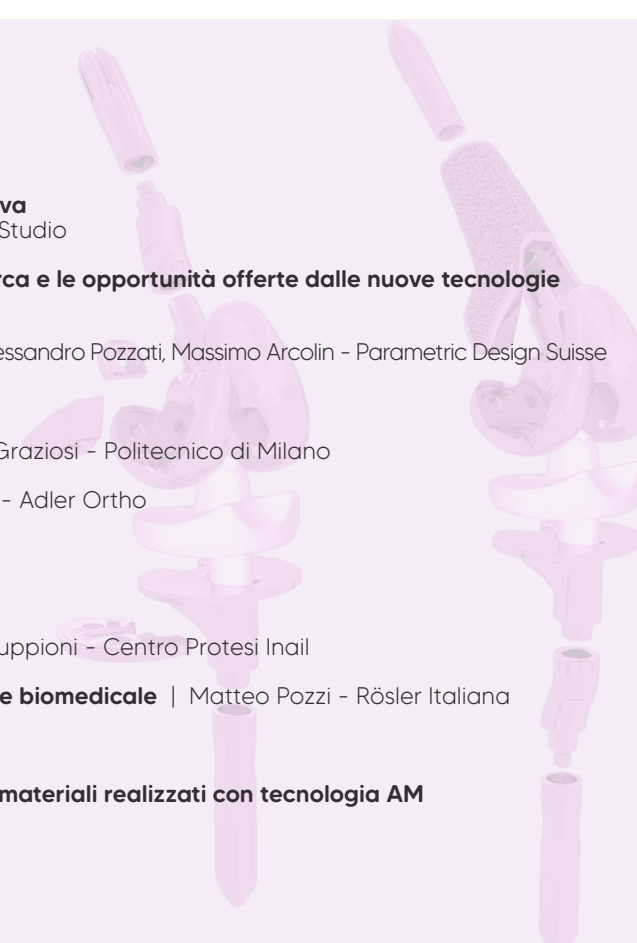 va
Studio
rca e le opportunità offerte dalle nuove tecnologie
essandro Pozzati, Massimo Arcolin - Parametric Design Suisse
Graziosi - Politecnico di Milano
- Adler Ortho
uppioni - Centro Protesi Inail
e biomedicale | Matteo Pozzi - Rösler Italiana
materiali realizzati con tecnologia AM